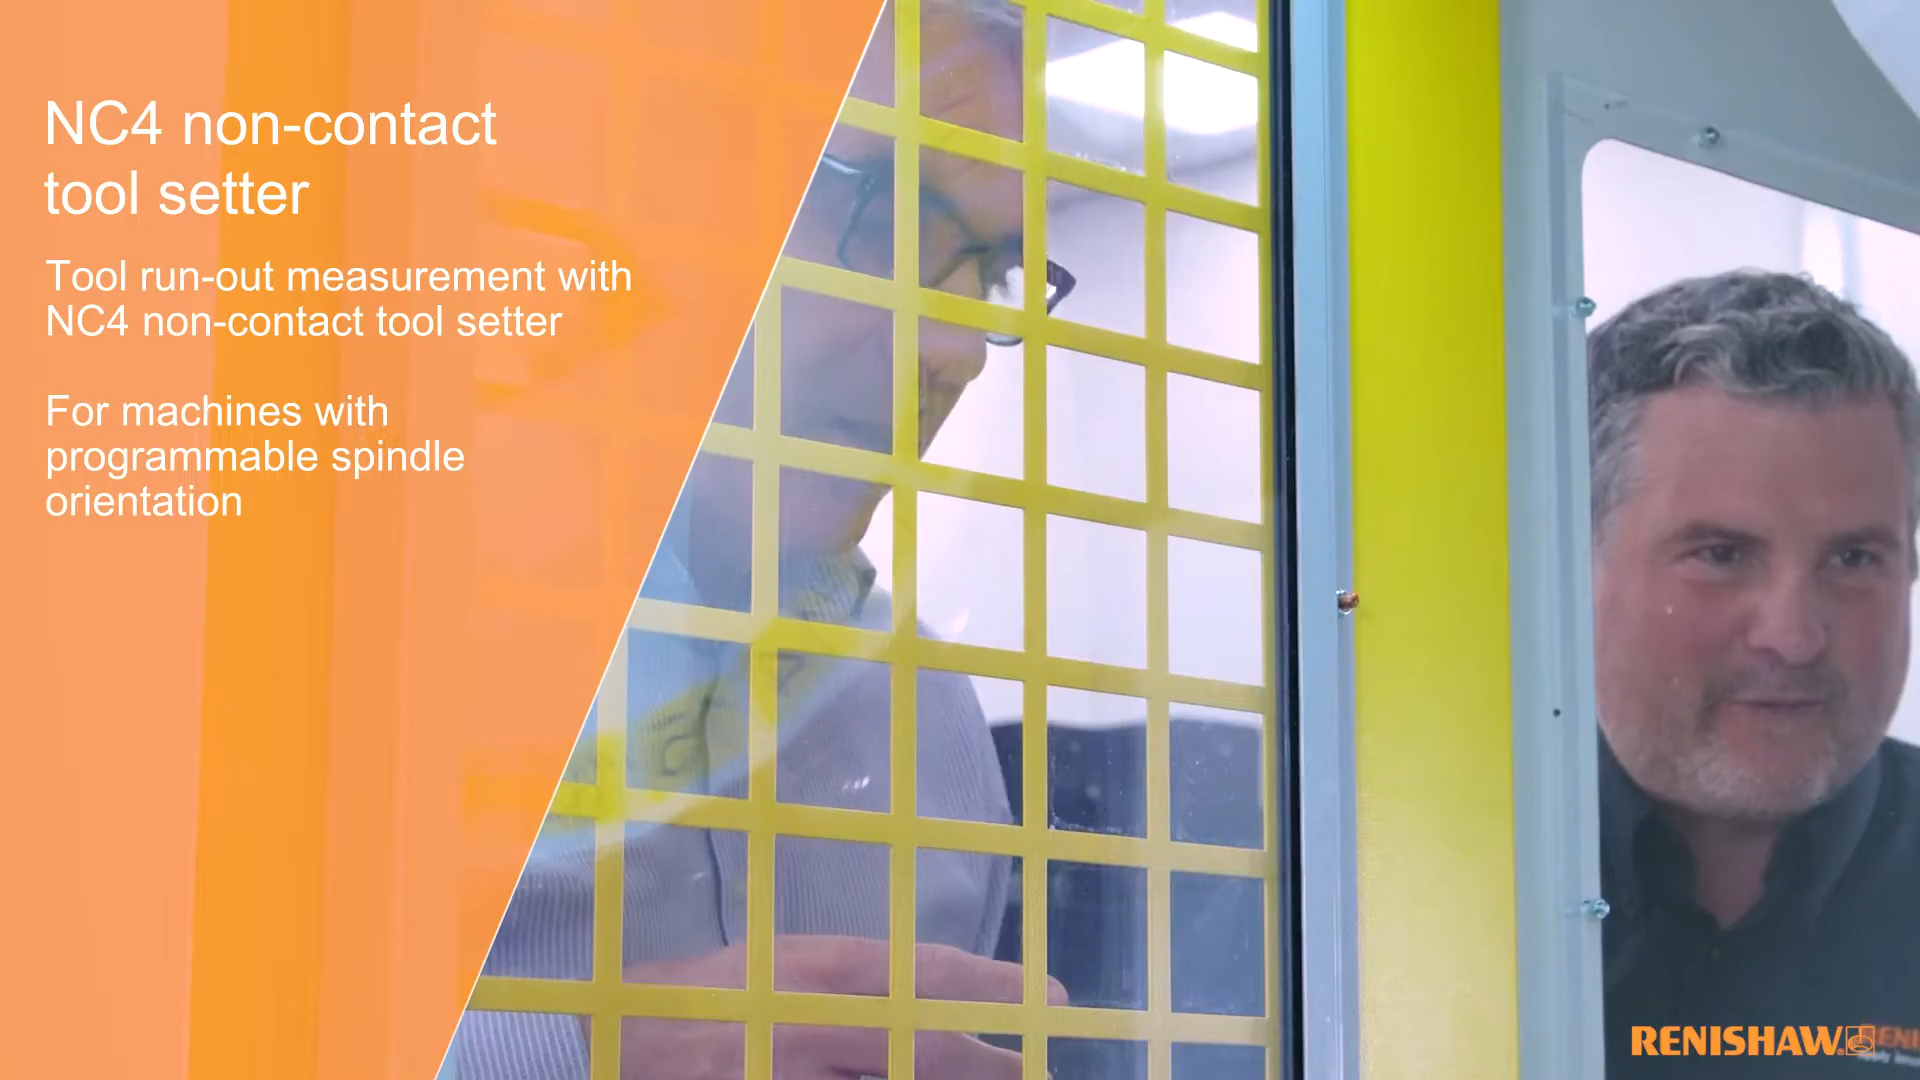 NC4 non-contact
tool setter
Tool run-out measurement with
NC4 non-contact tool setter
For machines with
programmable spindle
orientation
RENISHAW